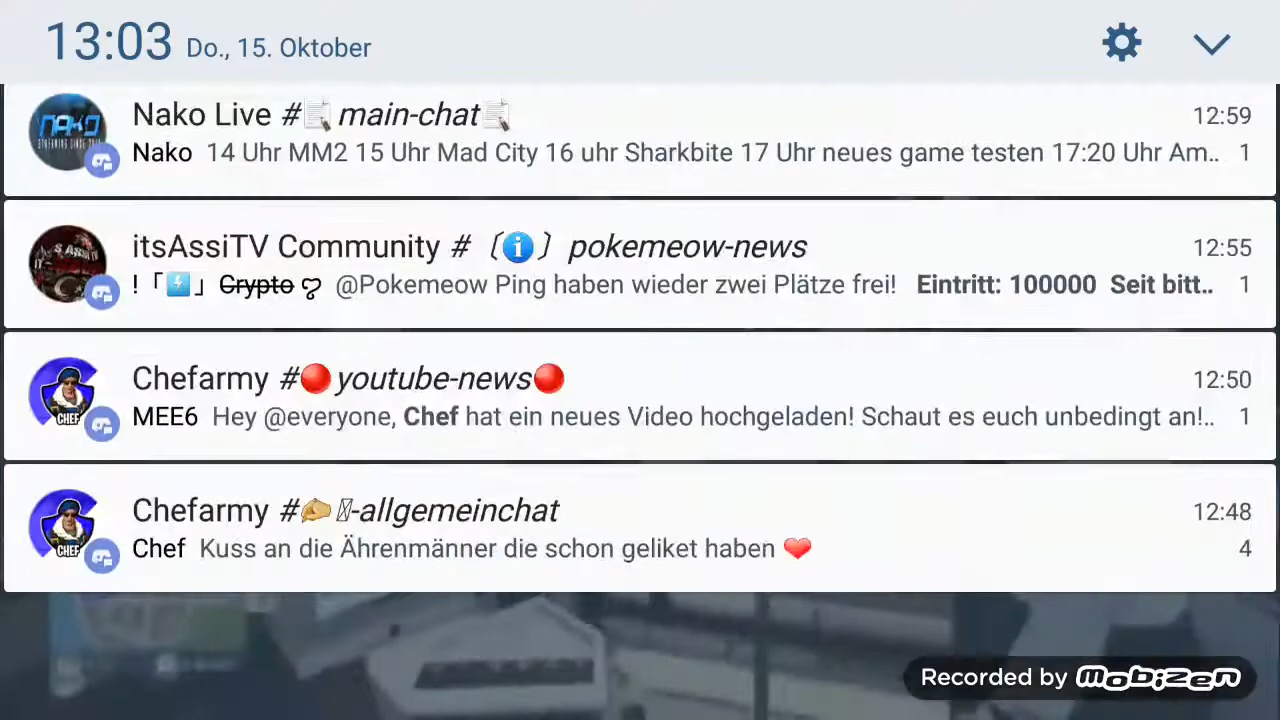 13:03 Do., 15. Oktober
Nako Live # main-chat 12:59
Nako 14 Uhr MM2 15 Uhr Mad City 16 uhr Sharkbite 17 Uhr neues game testen 17:20 Uhr Am.. 1
itsAssiTV Community #〔ℹ️〕pokemeow-news 12:55
!「⚡」Crypto ღ @Pokemeow Ping haben wieder zwei Plätze frei! Eintritt: 100000 Seit bitt.. 1
Chefarmy #🔴youtube-news🔴 12:50
MEE6 Hey @everyone, Chef hat ein neues Video hochgeladen! Schaut es euch unbedingt an!.. 1
Chefarmy #✍-allgemeinchat 12:48
Chef Kuss an die Ährenmänner die schon geliket haben ❤ 4
NAKO
CHEF
CHEF
Recorded by MOBIZEN